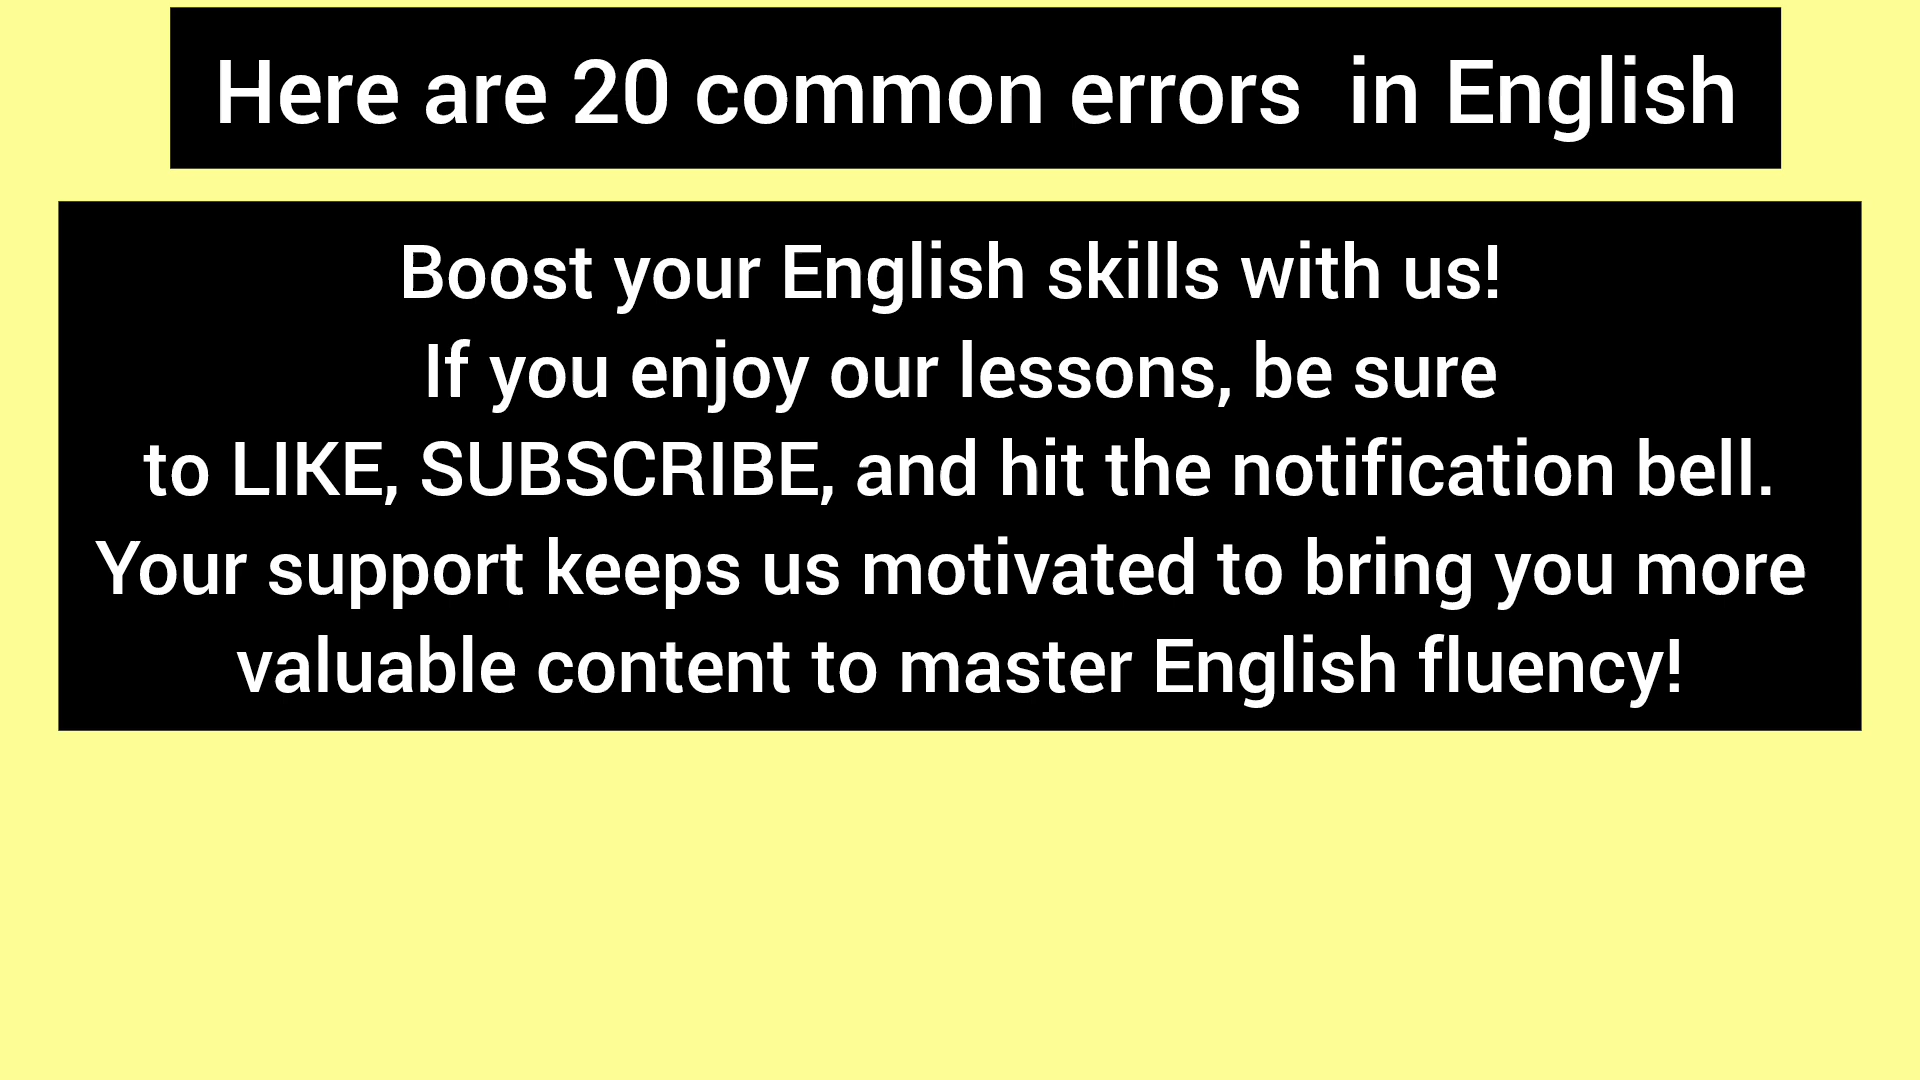 Here are 20 common errors  in English
Boost your English skills with us!
If you enjoy our lessons, be sure
to LIKE, SUBSCRIBE, and hit the notification bell.
Your support keeps us motivated to bring you more
valuable content to master English fluency!